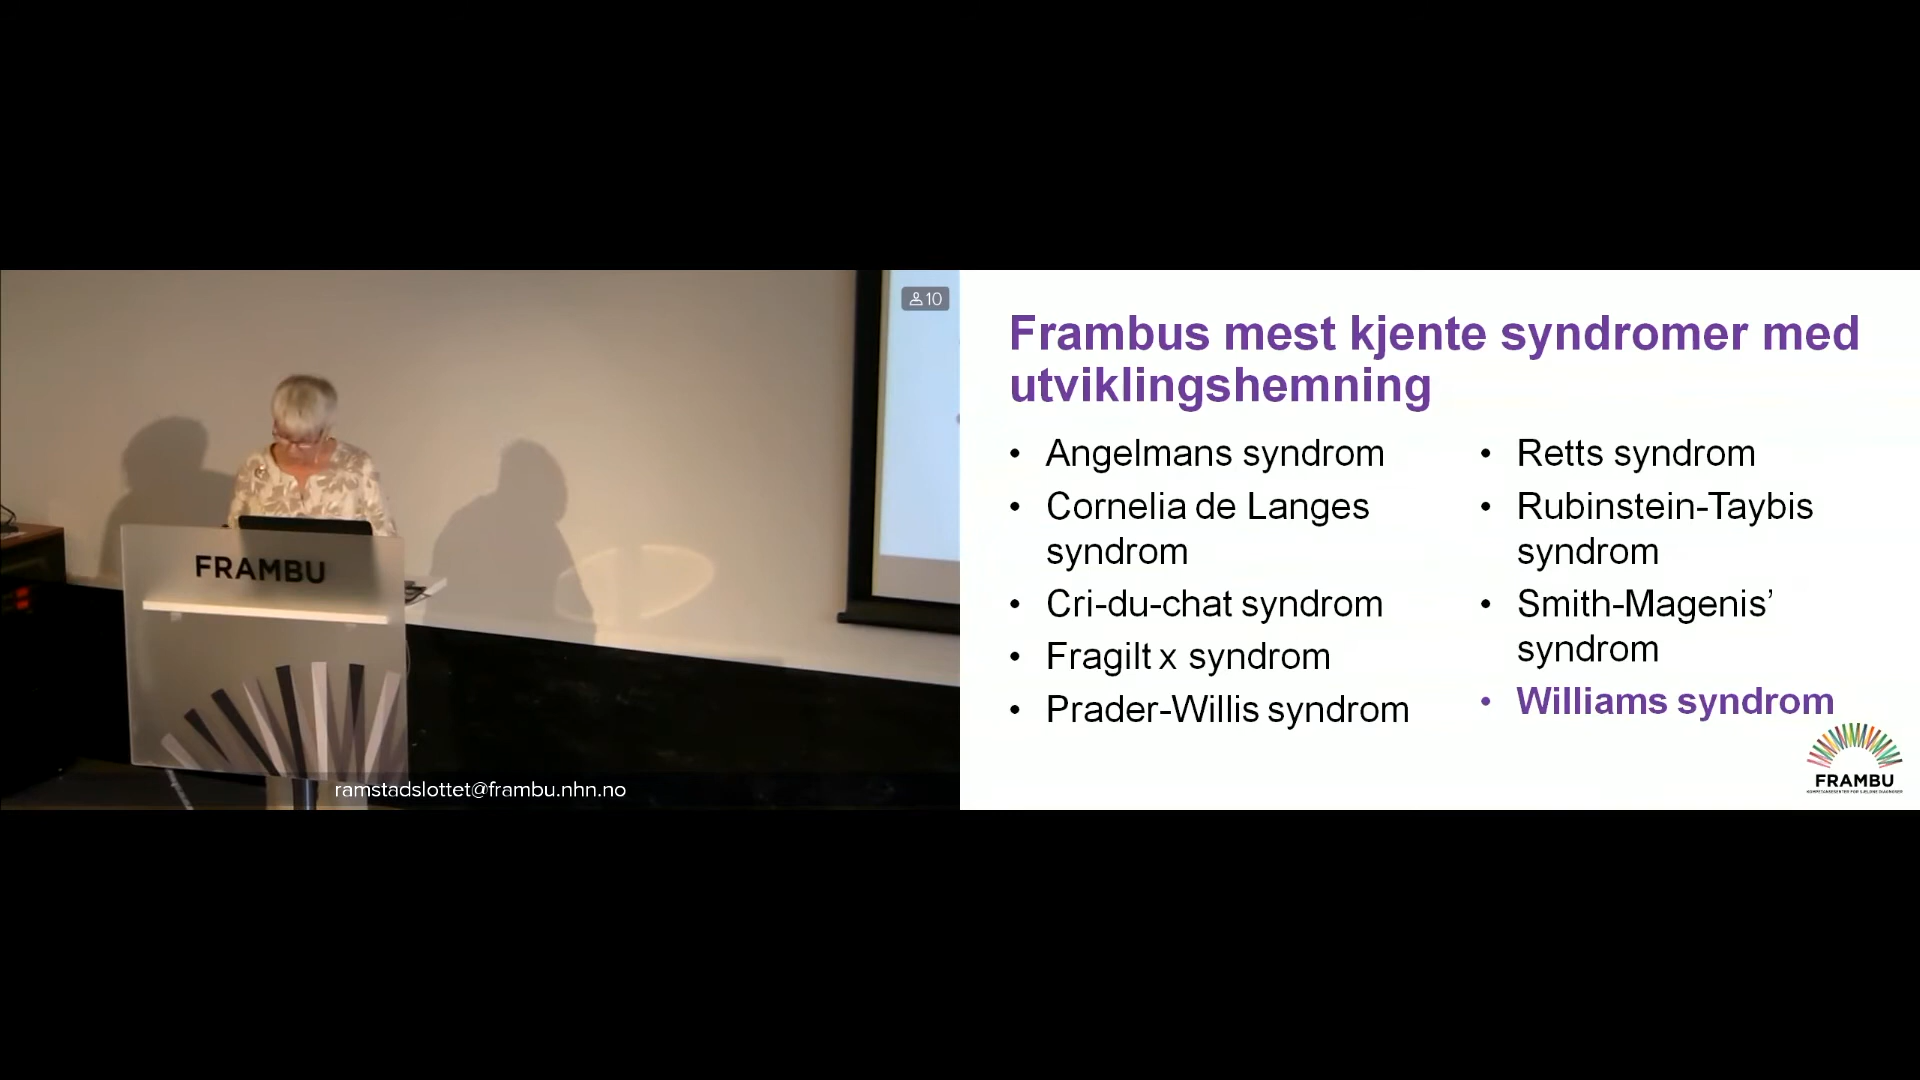 10
FRAMBU
ramstadslottet@frambu.nhn.no
Frambus mest kjente syndromer med
utviklingshemning
• Angelmans syndrom
• Cornelia de Langes
syndrom
• Cri-du-chat syndrom
• Fragilt x syndrom
• Prader-Willis syndrom
• Retts syndrom
• Rubinstein-Taybis
syndrom
• Smith-Magenis’
syndrom
• Williams syndrom
FRAMBU
KOMPETANSESENTER FOR SJELDNE DIAGNOSER